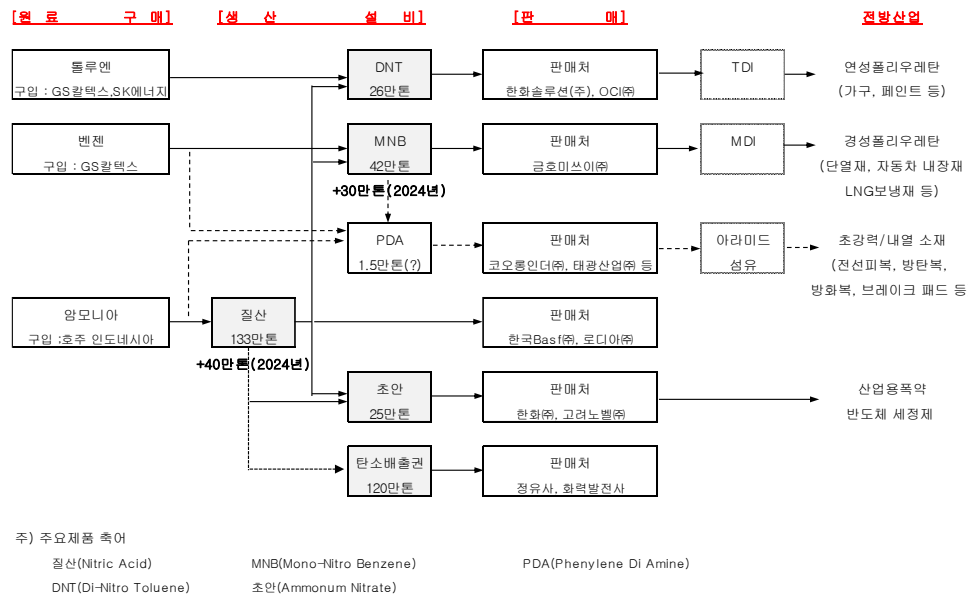 [원 료 구 매]
[생 산 설 비]
[판 매]
전방산업
톨루엔
구입 : GS칼텍스,SK에너지
DNT
26만톤
판매처
한화솔루션(주), OCI㈜
TDI
연성폴리우레탄
(가구, 페인트 등)
벤젠
구입 : GS칼텍스
MNB
42만톤
+30만톤(2024년)
판매처
금호미쓰이㈜
MDI
경성폴리우레탄
(단열재, 자동차 내장재
LNG보냉재 등)
PDA
1.5만톤(?)
판매처
코오롱인더㈜, 태광산업㈜ 등
아라미드
섬유
초강력/내열 소재
(전선피복, 방탄복,
방화복, 브레이크 패드 등
암모니아
구입 ;호주 인도네시아
질산
133만톤
+40만톤(2024년)
판매처
한국Basf㈜, 로디아㈜
초안
25만톤
판매처
한화㈜, 고려노벨㈜
산업용폭약
반도체 세정제
탄소배출권
120만톤
판매처
정유사, 화력발전사
주) 주요제품 축어
질산(Nitric Acid) MNB(Mono-Nitro Benzene) PDA(Phenylene Di Amine)
DNT(Di-Nitro Toluene) 초안(Ammonum Nitrate)